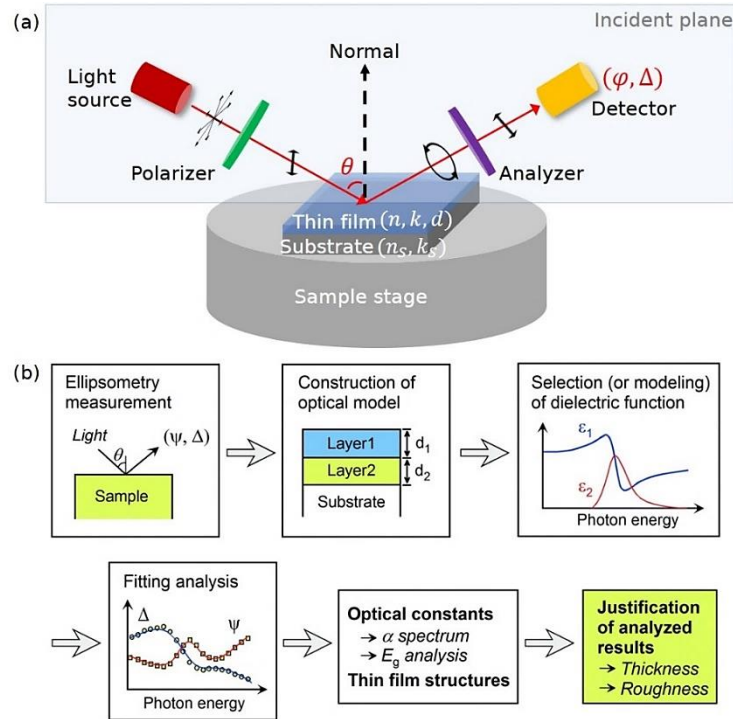 (a)
Incident plane
Normal
Light
source
(φ, Δ)
Detector
Polarizer
θ
Analyzer
Thin film (n, k, d)
Substrate (n_S, k_S)
Sample stage
(b)
Ellipsometry
measurement
Light
θ
(ψ, Δ)
Sample
Construction of
optical model
Layer1
d₁
Layer2
d₂
Substrate
Selection (or modeling)
of dielectric function
ε₁
ε₂
Photon energy
Fitting analysis
Δ
Ψ
Photon energy
Optical constants
→ α spectrum
→ E_g analysis
Thin film structures
Justification
of analyzed
results
→ Thickness
→ Roughness